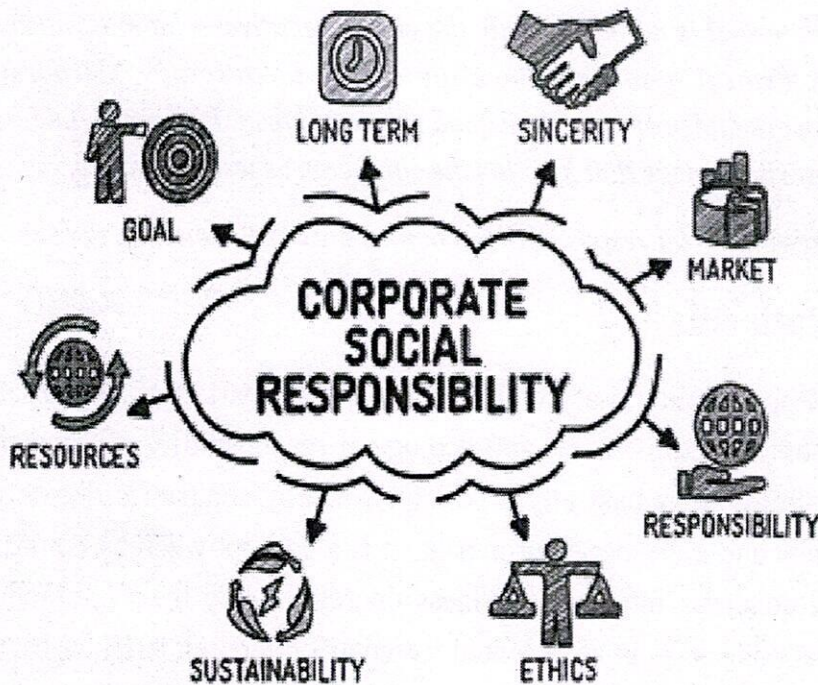 LONG TERM
SINCERITY
GOAL
MARKET
CORPORATE
SOCIAL
RESPONSIBILITY
RESOURCES
RESPONSIBILITY
SUSTAINABILITY
ETHICS